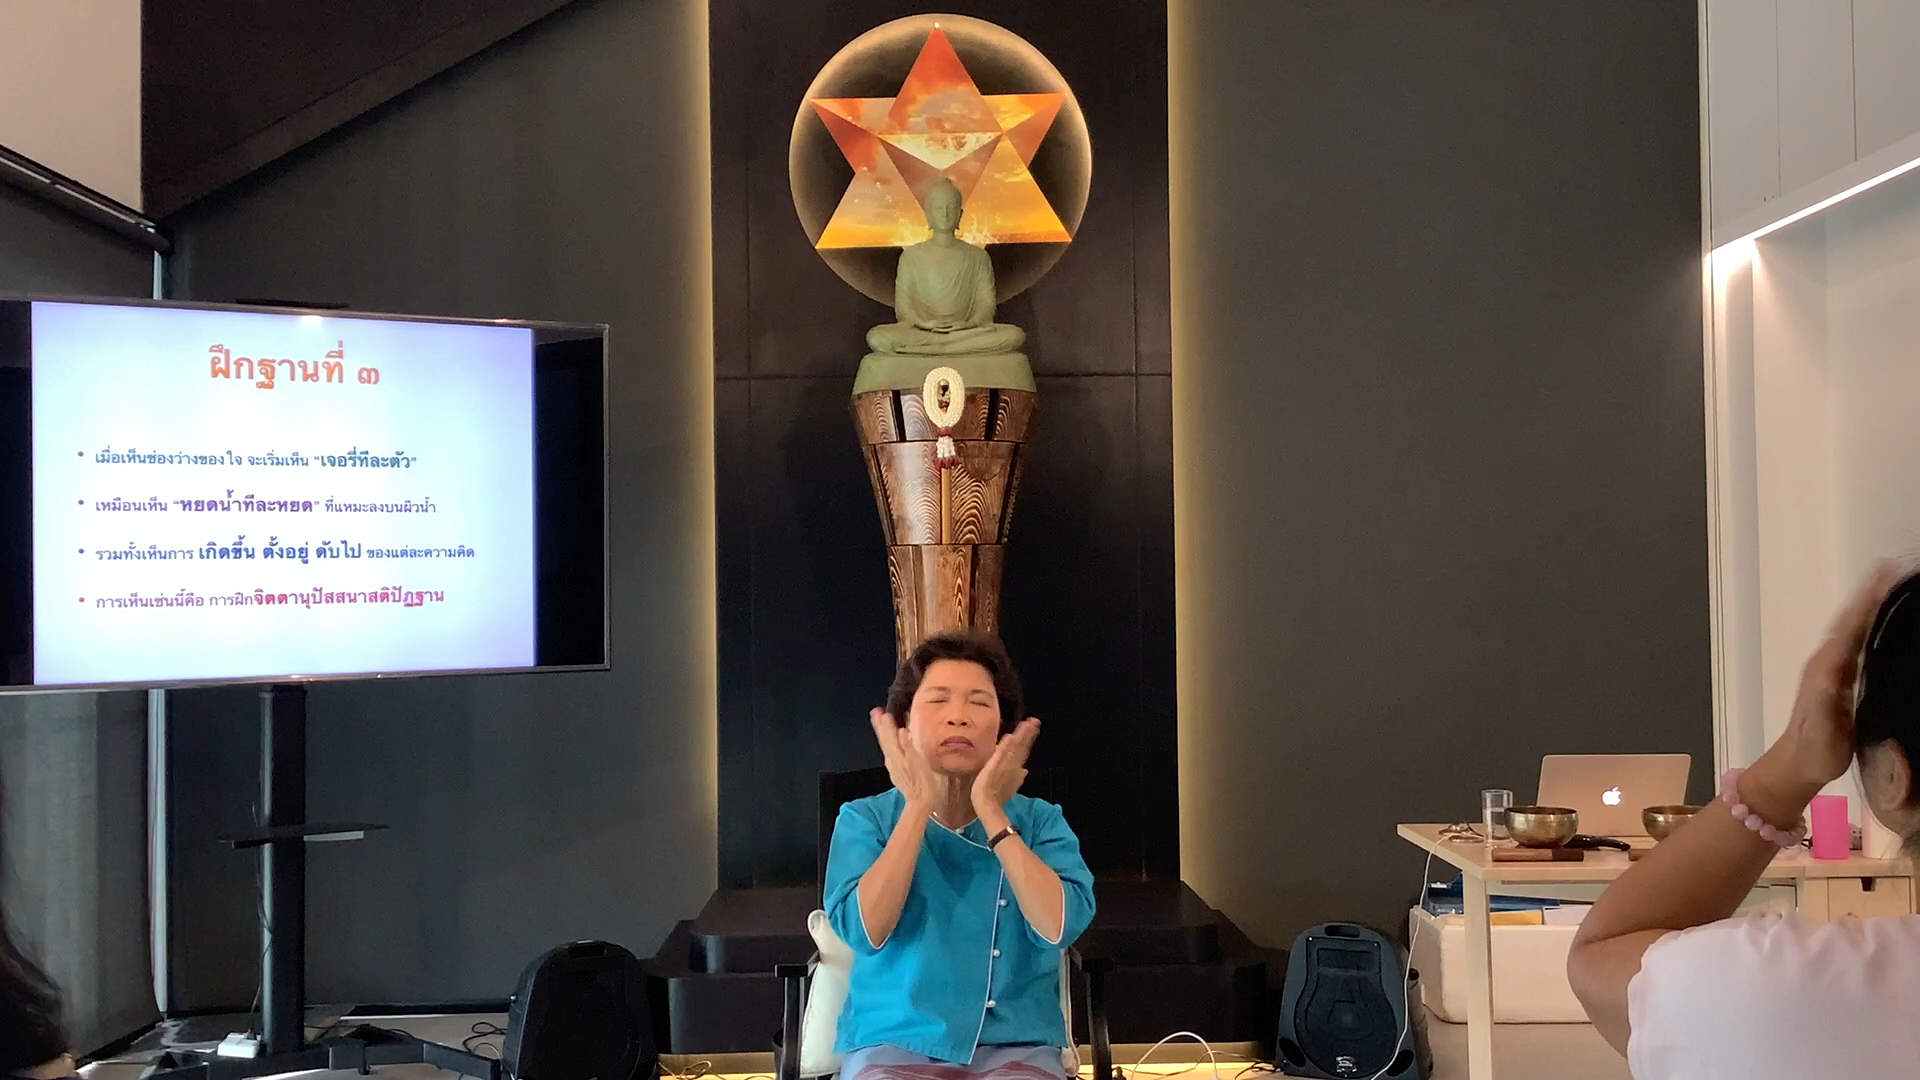 ฝึกฐานที่ ๓
• เมื่อเห็นช่องว่างของใจ จะเริ่มเห็น “เจอรี่ทีละตัว”
• เหมือนเห็น “หยดน้ำทีละหยด” ที่แหมะลงบนผิวน้ำ
• รวมทั้งเห็นการ เกิดขึ้น ตั้งอยู่ ดับไป ของแต่ละความคิด
• การเห็นเช่นนี้คือ การฝึกจิตตานุปัสสนาสติปัฏฐาน